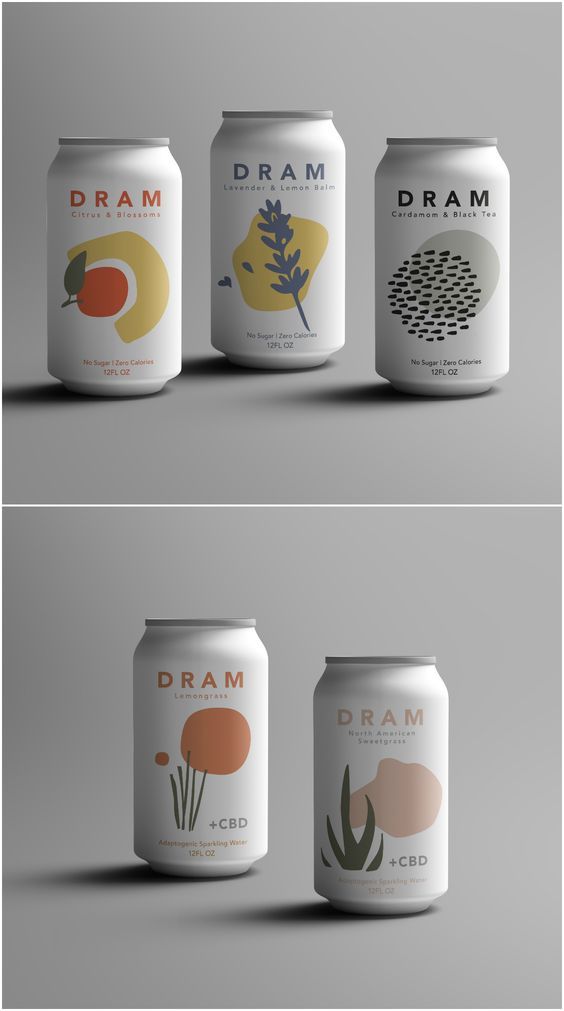 DRAM
Citrus & Blossoms
No Sugar | Zero Calories
12FL OZ
DRAM
Lavender & Lemon Balm
No Sugar | Zero Calories
12FL OZ
DRAM
Cardamom & Black Tea
No Sugar | Zero Calories
12FL OZ
DRAM
Lemongrass
+CBD
Adaptogenic Sparkling Water
12FL OZ
DRAM
North American
Sweetgrass
+CBD
Adaptogenic Sparkling Water
12FL OZ